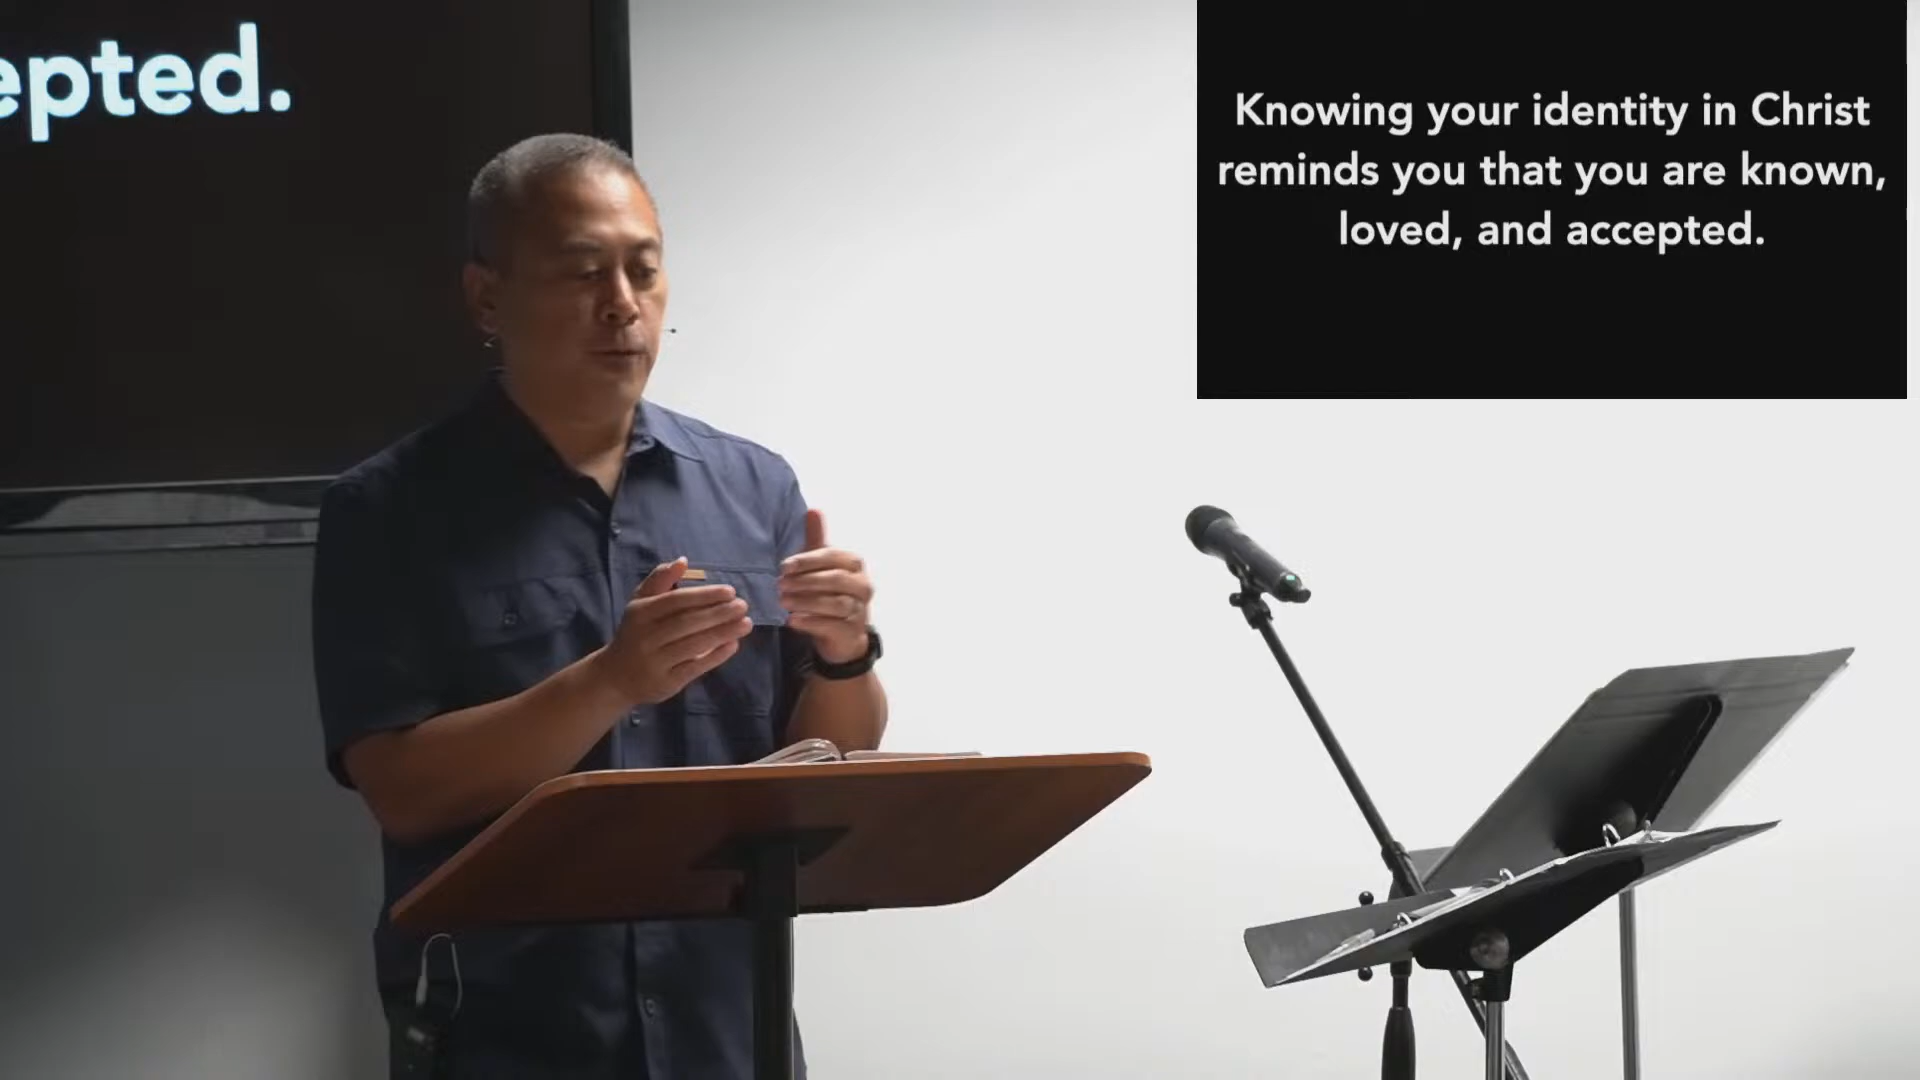 epted.
Knowing your identity in Christ
reminds you that you are known,
loved, and accepted.